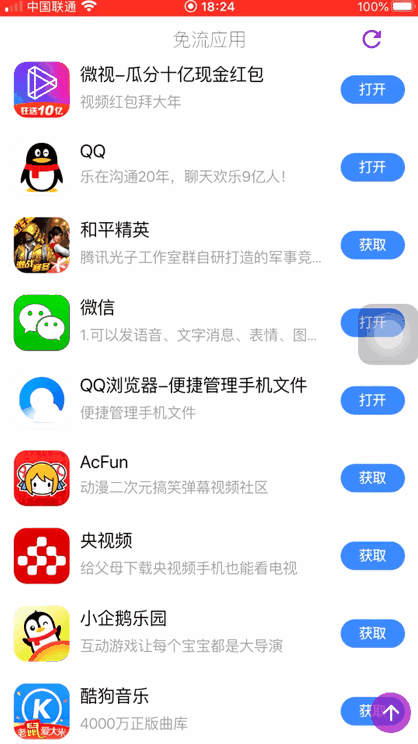 中国联通 18:24 100%
免流应用
微视-瓜分十亿现金红包
视频红包拜大年
打开
狂送10亿
QQ
乐在沟通20年，聊天欢乐9亿人！
打开
和平精英
腾讯光子工作室群自研打造的军事竞...
获取
微信
1.可以发语音、文字消息、表情、图...
打开
QQ浏览器-便捷管理手机文件
便捷管理手机文件
打开
AcFun
动漫二次元搞笑弹幕视频社区
获取
央视频
给父母下载央视频手机也能看电视
获取
小企鹅乐园
互动游戏让每个宝宝都是大导演
获取
酷狗音乐
4000万正版曲库
获取
K